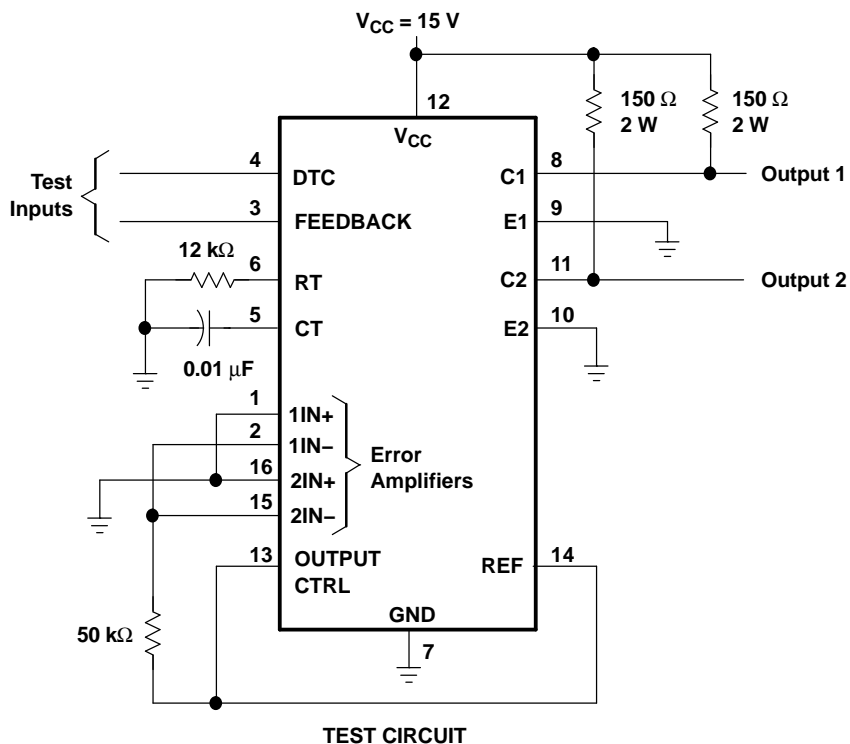 VCC = 15 V
12
150 Ω
2 W
150 Ω
2 W
VCC
4
DTC
C1
8
Output 1
Test
Inputs
3
FEEDBACK
E1
9
12 kΩ
6
RT
C2
11
Output 2
5
CT
E2
10
0.01 µF
1
1IN+
2
1IN–
16
2IN+
15
2IN–
Error
Amplifiers
13
OUTPUT
CTRL
REF
14
GND
7
50 kΩ
TEST CIRCUIT